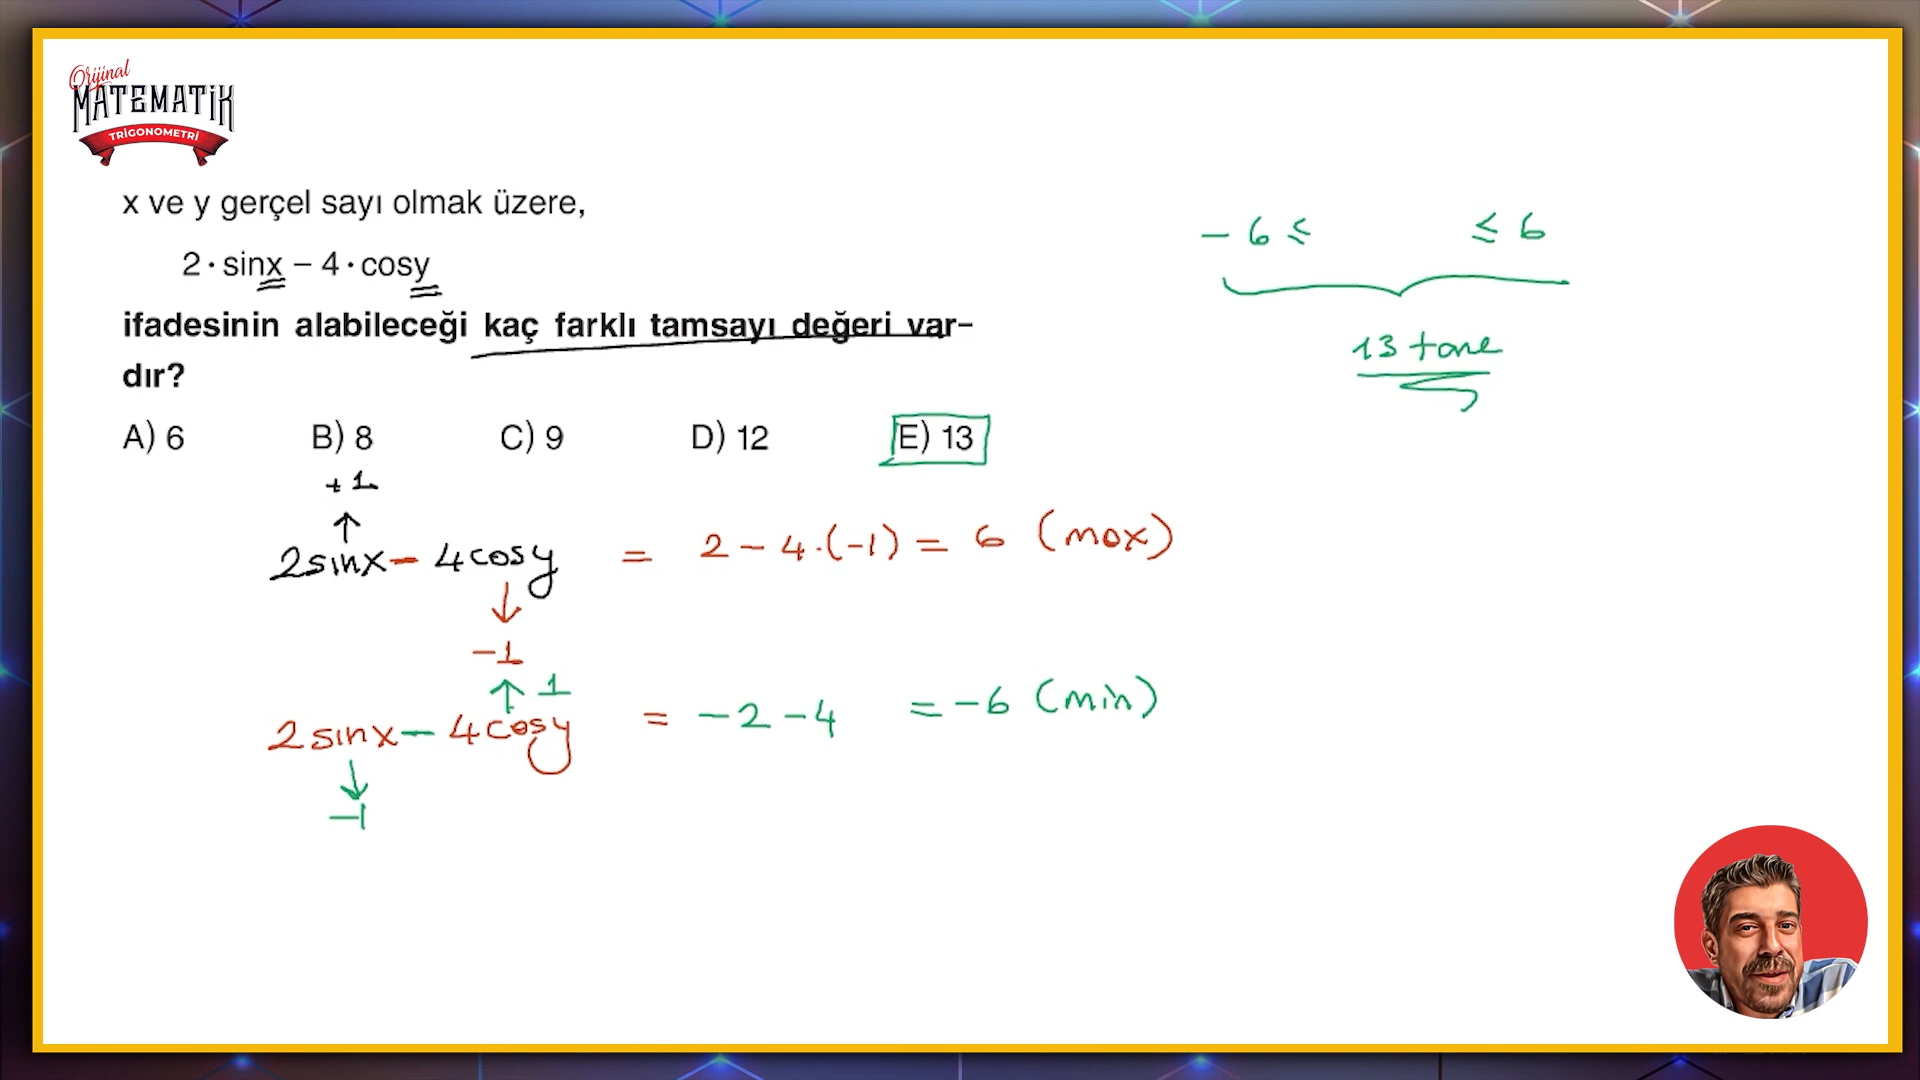 Orijinal
MATEMATİK
TRİGONOMETRİ
x ve y gerçel sayı olmak üzere,
2 · sinx – 4 · cosy
ifadesinin alabileceği kaç farklı tamsayı değeri var-
dır?
A) 6 B) 8 C) 9 D) 12 E) 13
- 6 ≤ ≤ 6
13 tane
+1
↑
2sinx - 4cosy = 2 - 4.(-1) = 6 (max)
↓
-1
↑ 1
2sinx - 4cosy = -2 - 4 = -6 (min)
↓
-1